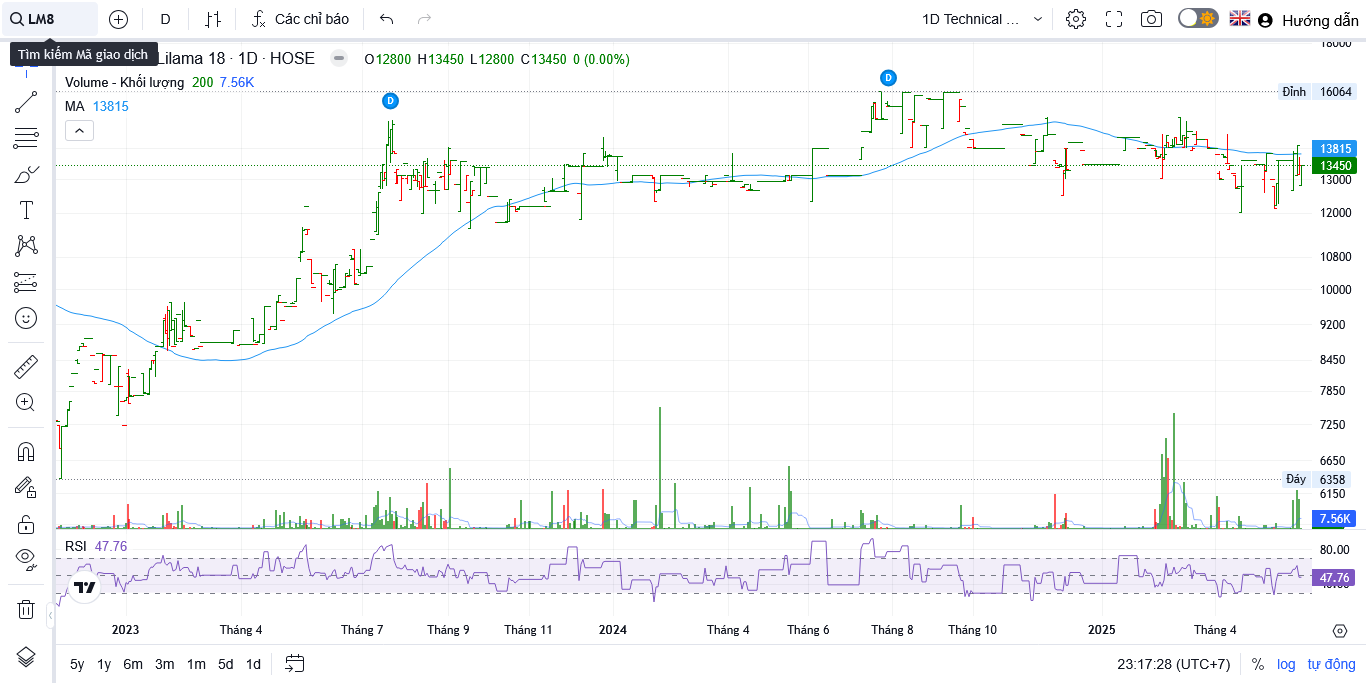 LM8
D
Các chỉ báo
1D Technical ...
Hướng dẫn
Tìm kiếm Mã giao dịch
Lilama 18 · 1D · HOSE
O12800 H13450 L12800 C13450 0 (0.00%)
Volume - Khối lượng 200 7.56K
MA 13815
D
D
18000
Đỉnh 16064
13815
13450
13000
12000
10800
10000
9200
8450
7850
7250
6650
Đáy 6358
6150
7.56K
RSI 47.76
80.00
47.76
2023
Tháng 4
Tháng 7
Tháng 9
Tháng 11
2024
Tháng 4
Tháng 6
Tháng 8
Tháng 10
2025
Tháng 4
5y 1y 6m 3m 1m 5d 1d
23:17:28 (UTC+7)
% log tự động